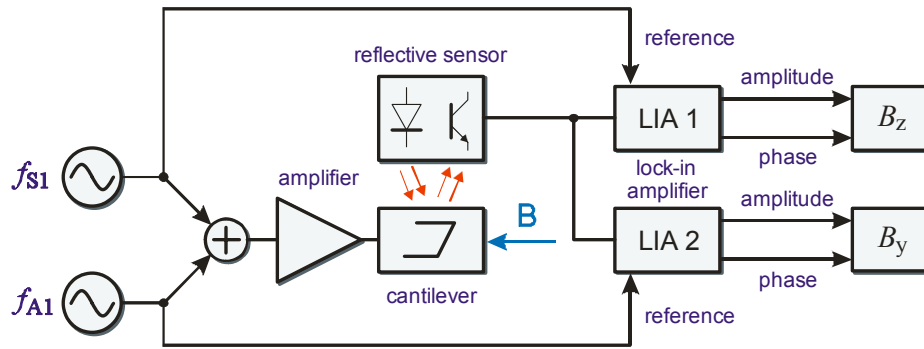 reference
reflective sensor
amplitude
LIA 1
B_z
phase
f_S1
amplifier
lock-in
amplifier
amplitude
+
B
LIA 2
B_y
phase
f_A1
cantilever
reference